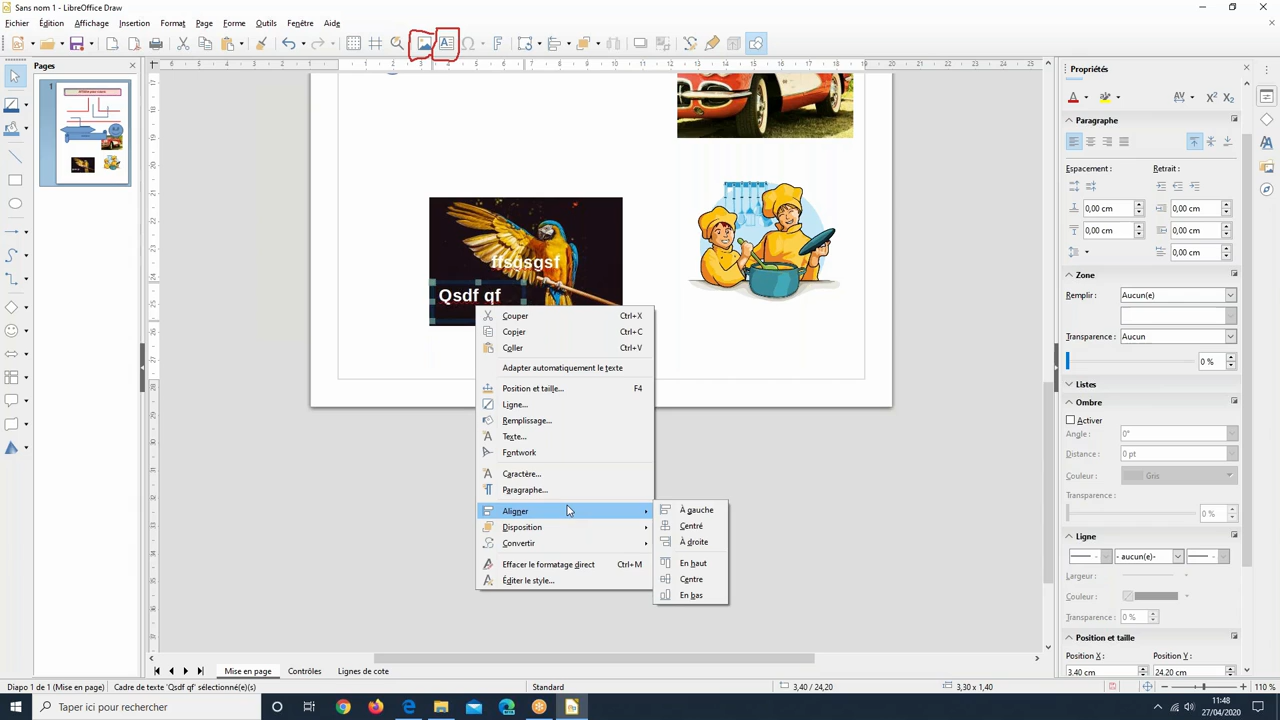 Sans nom 1 - LibreOffice Draw
Fichier Édition Affichage Insertion Format Page Forme Outils Fenêtre Aide
Pages
1
ffsgsgsf
Qsdf qf
Couper Ctrl+X
Copier Ctrl+C
Coller Ctrl+V
Adapter automatiquement le texte
Position et taille... F4
Ligne...
Remplissage...
Texte...
Fontwork
Caractère...
Paragraphe...
Aligner
Disposition
Convertir
Effacer le formatage direct Ctrl+M
Éditer le style...
À gauche
Centré
À droite
En haut
Centre
En bas
Propriétés
Paragraphe
Espacement : Retrait :
0,00 cm 0,00 cm
0,00 cm 0,00 cm
0,00 cm
Zone
Remplir : Aucun(e)
Transparence : Aucun
0 %
Listes
Ombre
Activer
Angle : 0°
Distance : 0 pt
Couleur : Gris
Transparence :
0 %
Ligne
- aucun(e)-
Largeur :
Couleur :
Transparence : 0 %
Position et taille
Position X : Position Y :
3.40 cm 24.20 cm
Mise en page Contrôles Lignes de cote
Diapo 1 de 1 (Mise en page) Cadre de texte 'Qsdf qf' sélectionné(e)(s) Standard 3,40 / 24,20 3,30 x 1,40 110 %
Taper ici pour rechercher
11:48
27/04/2020